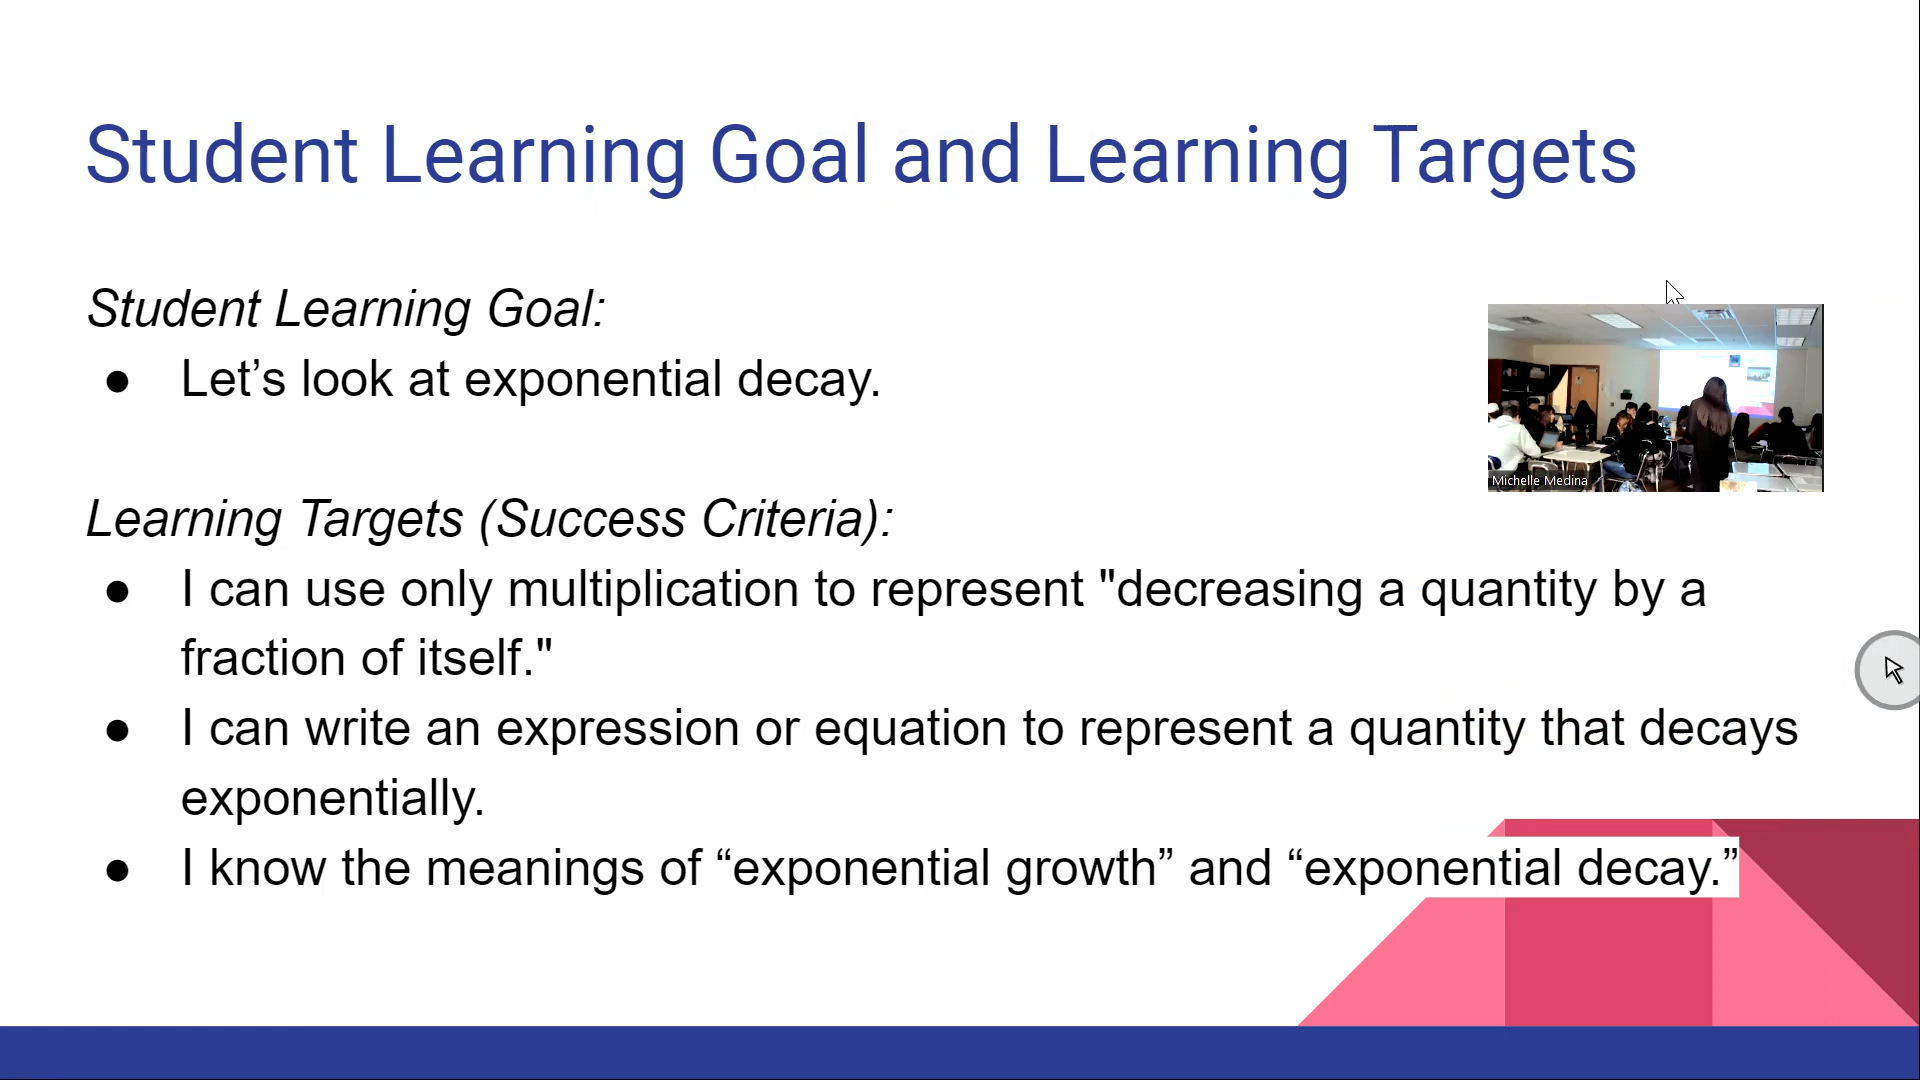 Student Learning Goal and Learning Targets
Student Learning Goal:
● Let’s look at exponential decay.
Michelle Medina
Learning Targets (Success Criteria):
● I can use only multiplication to represent "decreasing a quantity by a
fraction of itself."
● I can write an expression or equation to represent a quantity that decays
exponentially.
● I know the meanings of “exponential growth” and “exponential decay.”